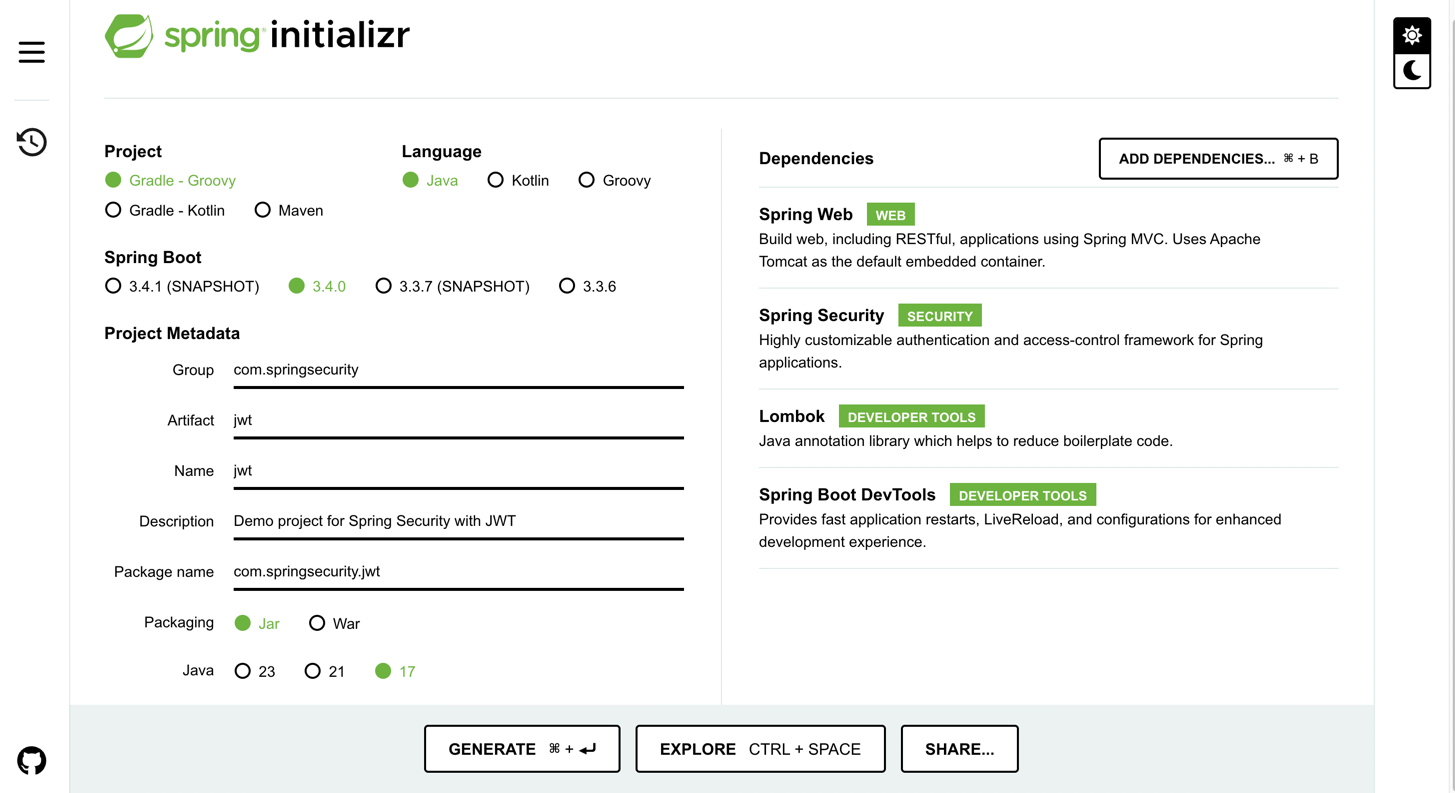 spring initializr
Project
Gradle - Groovy
Gradle - Kotlin Maven
Language
Java Kotlin Groovy
Spring Boot
3.4.1 (SNAPSHOT) 3.4.0 3.3.7 (SNAPSHOT) 3.3.6
Project Metadata
Group com.springsecurity
Artifact jwt
Name jwt
Description Demo project for Spring Security with JWT
Package name com.springsecurity.jwt
Packaging Jar War
Java 23 21 17
Dependencies ADD DEPENDENCIES... ⌘ + B
Spring Web WEB
Build web, including RESTful, applications using Spring MVC. Uses Apache
Tomcat as the default embedded container.
Spring Security SECURITY
Highly customizable authentication and access-control framework for Spring
applications.
Lombok DEVELOPER TOOLS
Java annotation library which helps to reduce boilerplate code.
Spring Boot DevTools DEVELOPER TOOLS
Provides fast application restarts, LiveReload, and configurations for enhanced
development experience.
GENERATE ⌘ + ⏎ EXPLORE CTRL + SPACE SHARE...